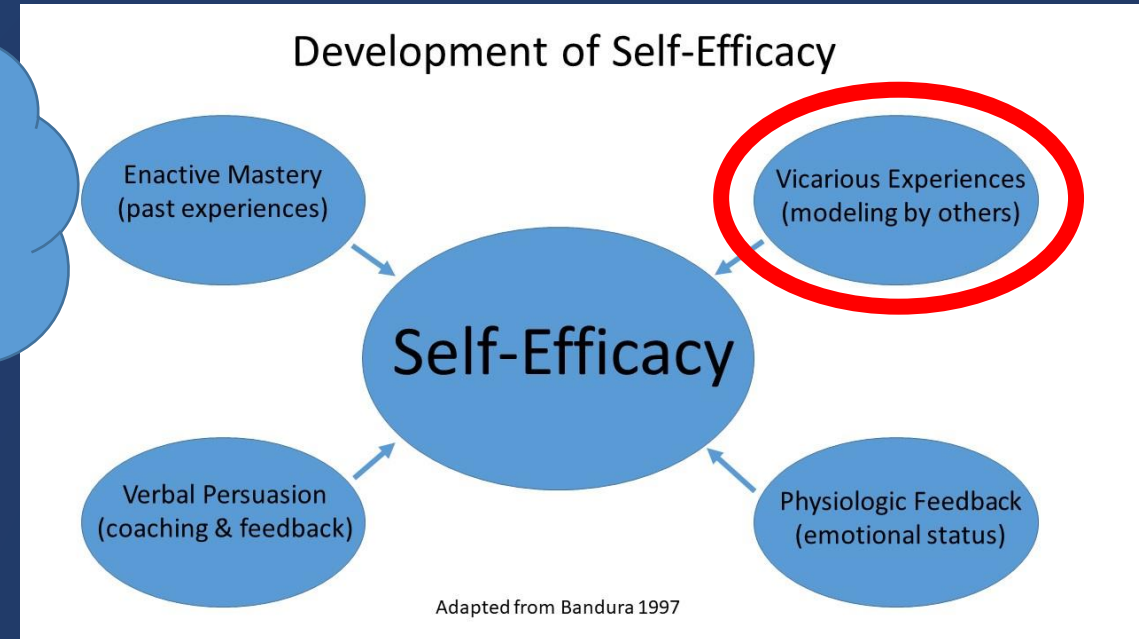 Development of Self-Efficacy
Enactive Mastery
(past experiences)
Vicarious Experiences
(modeling by others)
Self-Efficacy
Verbal Persuasion
(coaching & feedback)
Physiologic Feedback
(emotional status)
Adapted from Bandura 1997